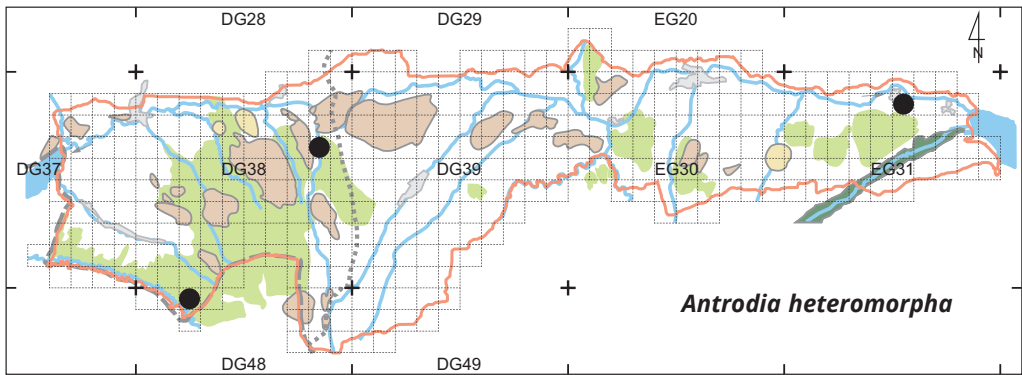 DG28 DG29 EG20
N
DG37 DG38 DG39 EG30 EG31
Antrodia heteromorpha
DG48 DG49